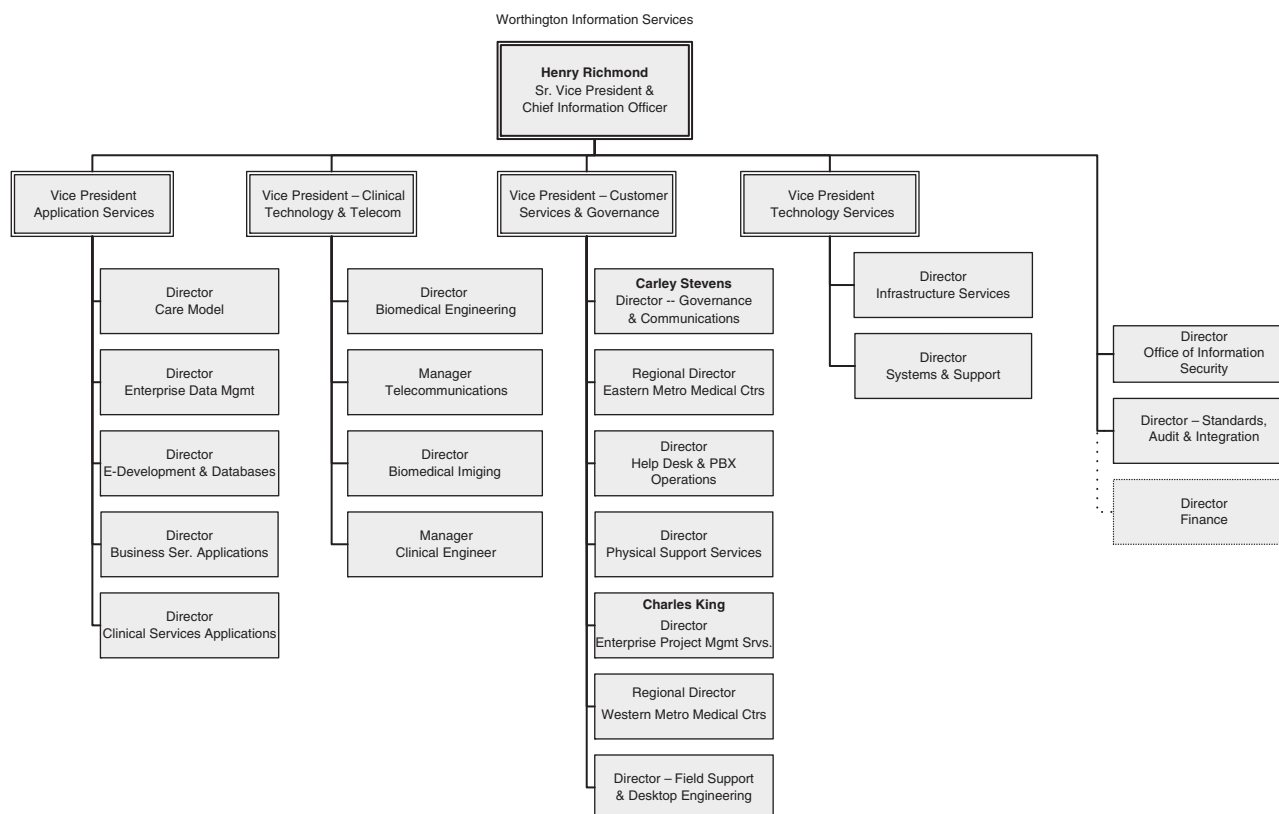 Worthington Information Services
Henry Richmond
Sr. Vice President &
Chief Information Officer
Vice President
Application Services
Vice President – Clinical
Technology & Telecom
Vice President – Customer
Services & Governance
Vice President
Technology Services
Director
Care Model
Director
Enterprise Data Mgmt
Director
E-Development & Databases
Director
Business Ser. Applications
Director
Clinical Services Applications
Director
Biomedical Engineering
Manager
Telecommunications
Director
Biomedical Imiging
Manager
Clinical Engineer
Carley Stevens
Director -- Governance
& Communications
Regional Director
Eastern Metro Medical Ctrs
Director
Help Desk & PBX
Operations
Director
Physical Support Services
Charles King
Director
Enterprise Project Mgmt Srvs.
Regional Director
Western Metro Medical Ctrs
Director – Field Support
& Desktop Engineering
Director
Infrastructure Services
Director
Systems & Support
Director
Office of Information
Security
Director – Standards,
Audit & Integration
Director
Finance